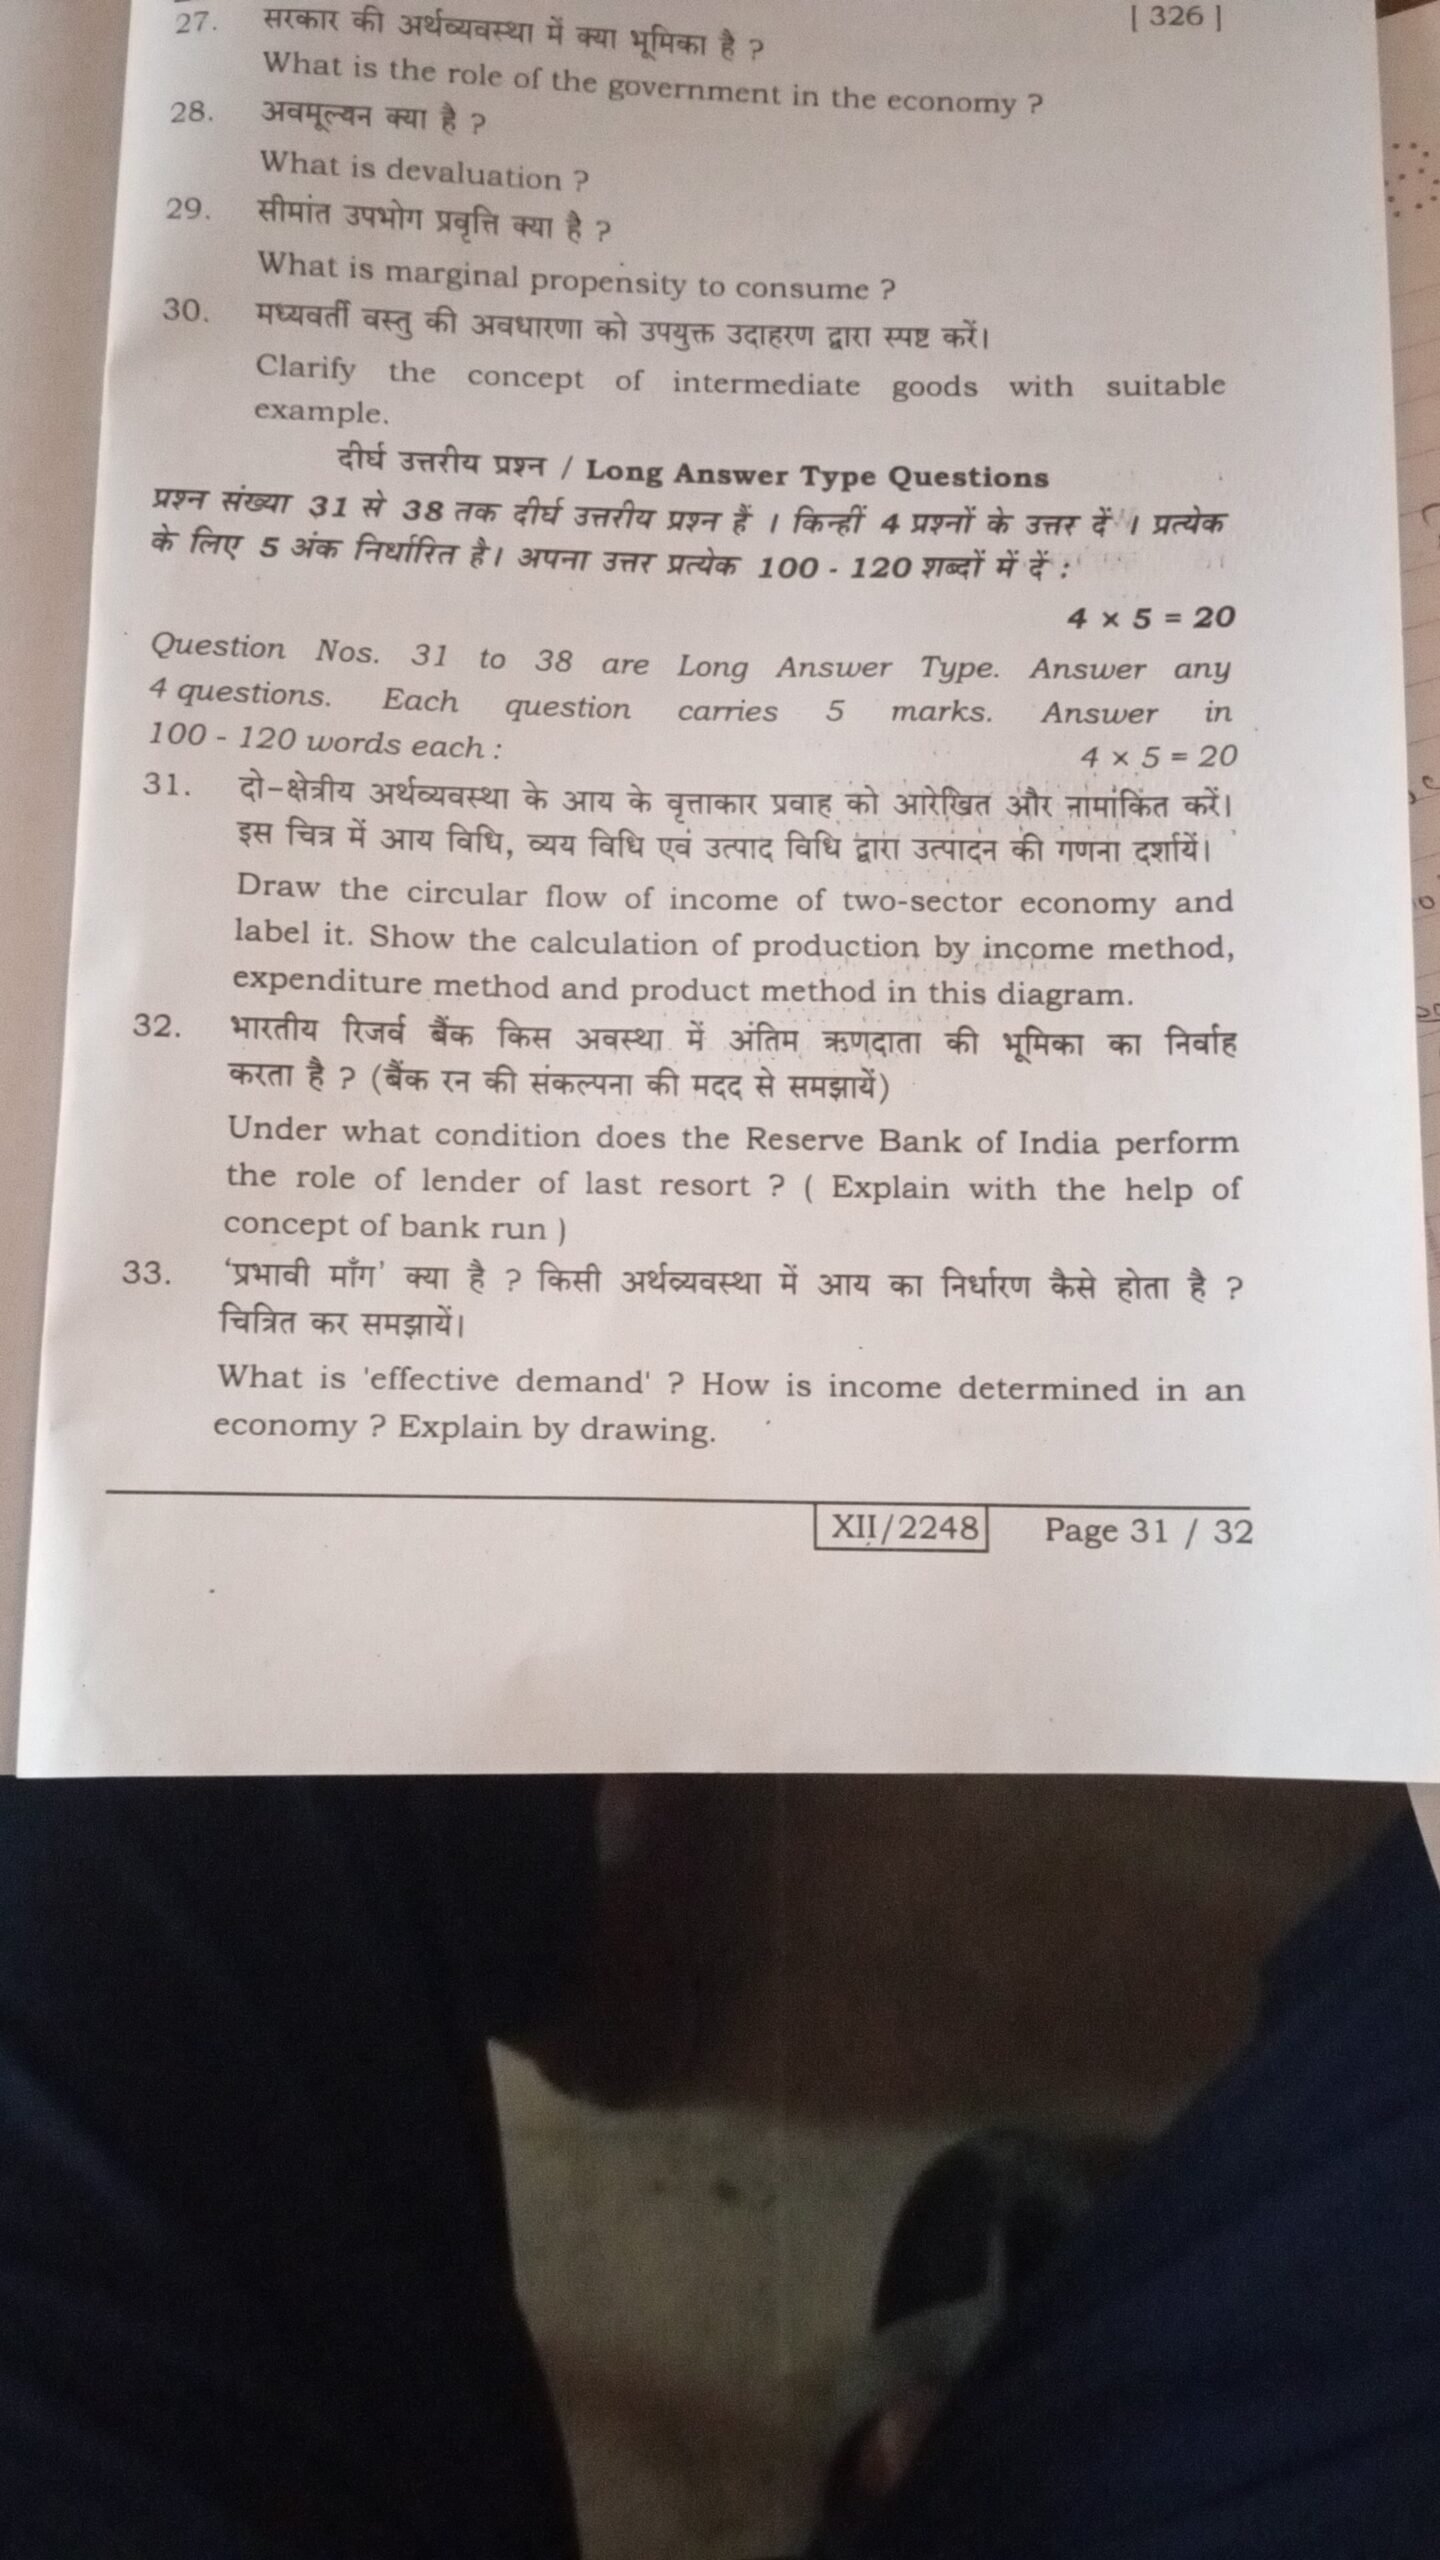 [ 326 ]
27. सरकार की अर्थव्यवस्था में क्या भूमिका है ?
What is the role of the government in the economy ?
28. अवमूल्यन क्या है ?
What is devaluation ?
29. सीमांत उपभोग प्रवृत्ति क्या है ?
What is marginal propensity to consume ?
30. मध्यवर्ती वस्तु की अवधारणा को उपयुक्त उदाहरण द्वारा स्पष्ट करें।
Clarify the concept of intermediate goods with suitable
example.
दीर्घ उत्तरीय प्रश्न / Long Answer Type Questions
प्रश्न संख्या 31 से 38 तक दीर्घ उत्तरीय प्रश्न हैं । किन्हीं 4 प्रश्नों के उत्तर दें । प्रत्येक
के लिए 5 अंक निर्धारित है। अपना उत्तर प्रत्येक 100 - 120 शब्दों में दें :
4 × 5 = 20
Question Nos. 31 to 38 are Long Answer Type. Answer any
4 questions. Each question carries 5 marks. Answer in
100 - 120 words each : 4 × 5 = 20
31. दो-क्षेत्रीय अर्थव्यवस्था के आय के वृत्ताकार प्रवाह को आरेखित और नामांकित करें।
इस चित्र में आय विधि, व्यय विधि एवं उत्पाद विधि द्वारा उत्पादन की गणना दर्शायें।
Draw the circular flow of income of two-sector economy and
label it. Show the calculation of production by income method,
expenditure method and product method in this diagram.
32. भारतीय रिजर्व बैंक किस अवस्था में अंतिम ऋणदाता की भूमिका का निर्वाह
करता है ? (बैंक रन की संकल्पना की मदद से समझायें)
Under what condition does the Reserve Bank of India perform
the role of lender of last resort ? ( Explain with the help of
concept of bank run )
33. 'प्रभावी माँग' क्या है ? किसी अर्थव्यवस्था में आय का निर्धारण कैसे होता है ?
चित्रित कर समझायें।
What is 'effective demand' ? How is income determined in an
economy ? Explain by drawing.
XII/2248 Page 31 / 32